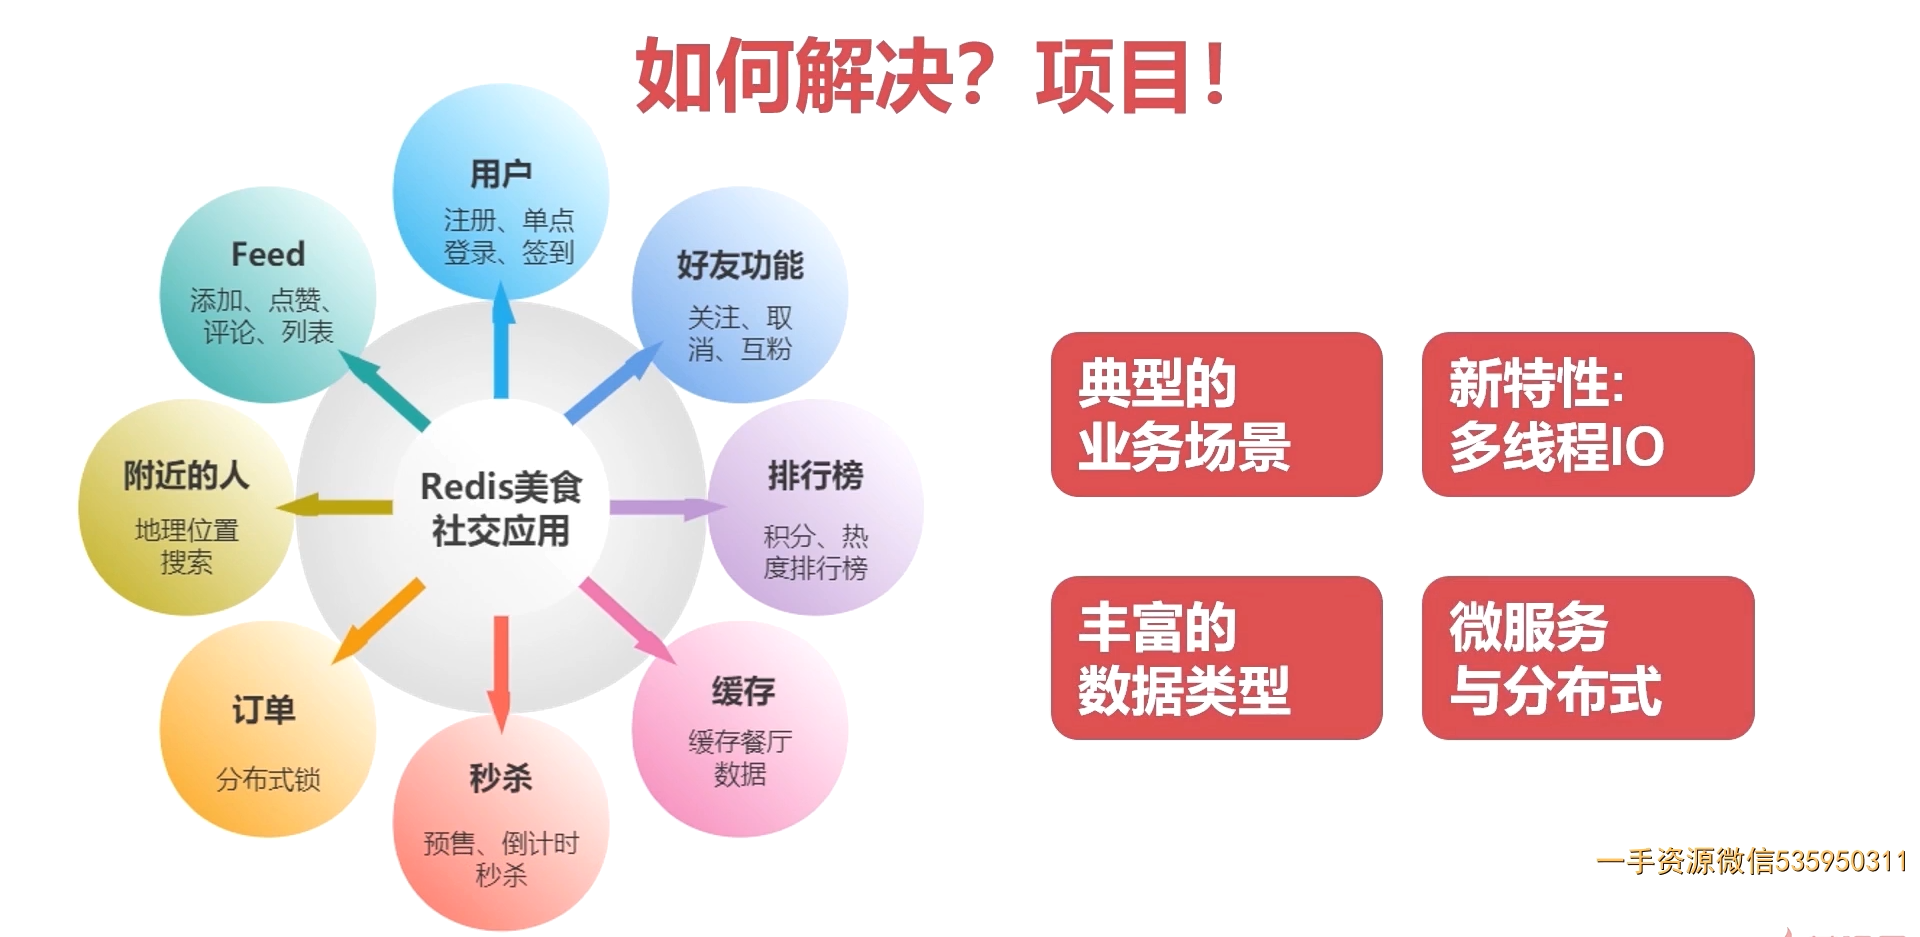 如何解决？项目！
用户
注册、单点
登录、签到
好友功能
关注、取
消、互粉
排行榜
积分、热
度排行榜
缓存
缓存餐厅
数据
秒杀
预售、倒计时
秒杀
订单
分布式锁
附近的人
地理位置
搜索
Feed
添加、点赞、
评论、列表
Redis美食
社交应用
典型的
业务场景
新特性:
多线程IO
丰富的
数据类型
微服务
与分布式
一手资源微信535950311